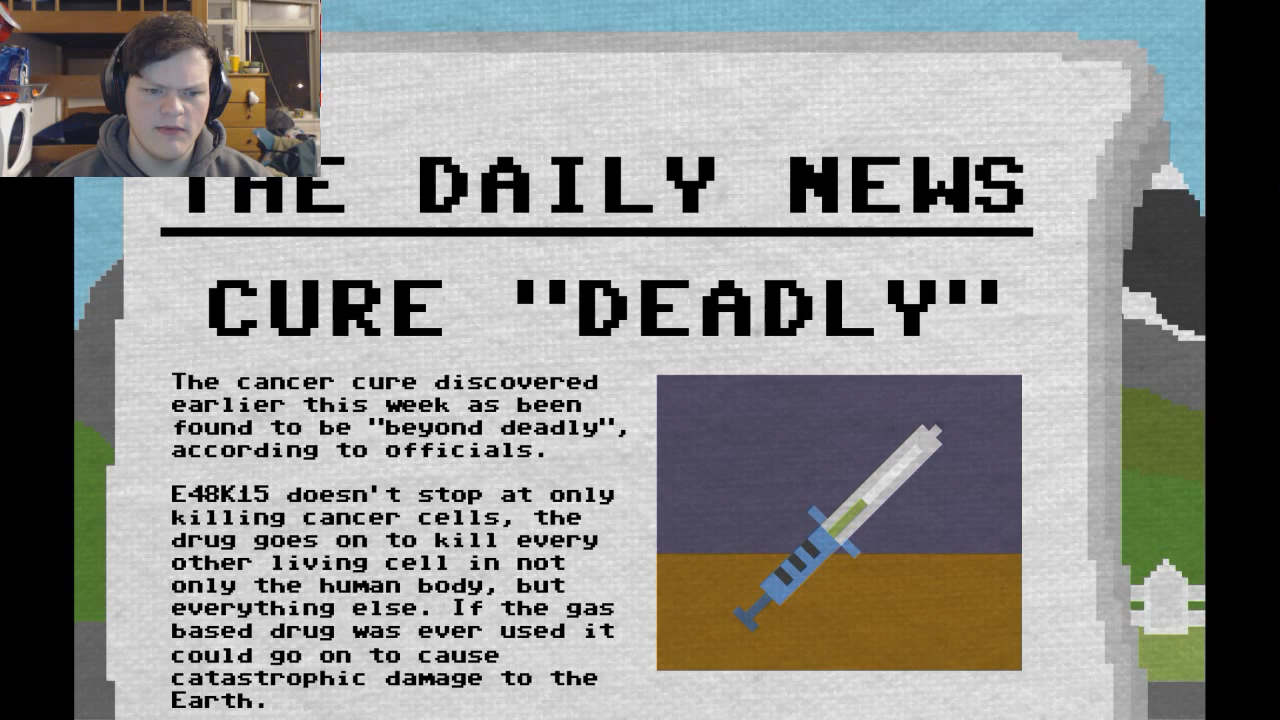 THE DAILY NEWS
CURE "DEADLY"
The cancer cure discovered
earlier this week as been
found to be "beyond deadly",
according to officials.
E48K15 doesn't stop at only
killing cancer cells, the
drug goes on to kill every
other living cell in not
only the human body, but
everything else. If the gas
based drug was ever used it
could go on to cause
catastrophic damage to the
Earth.